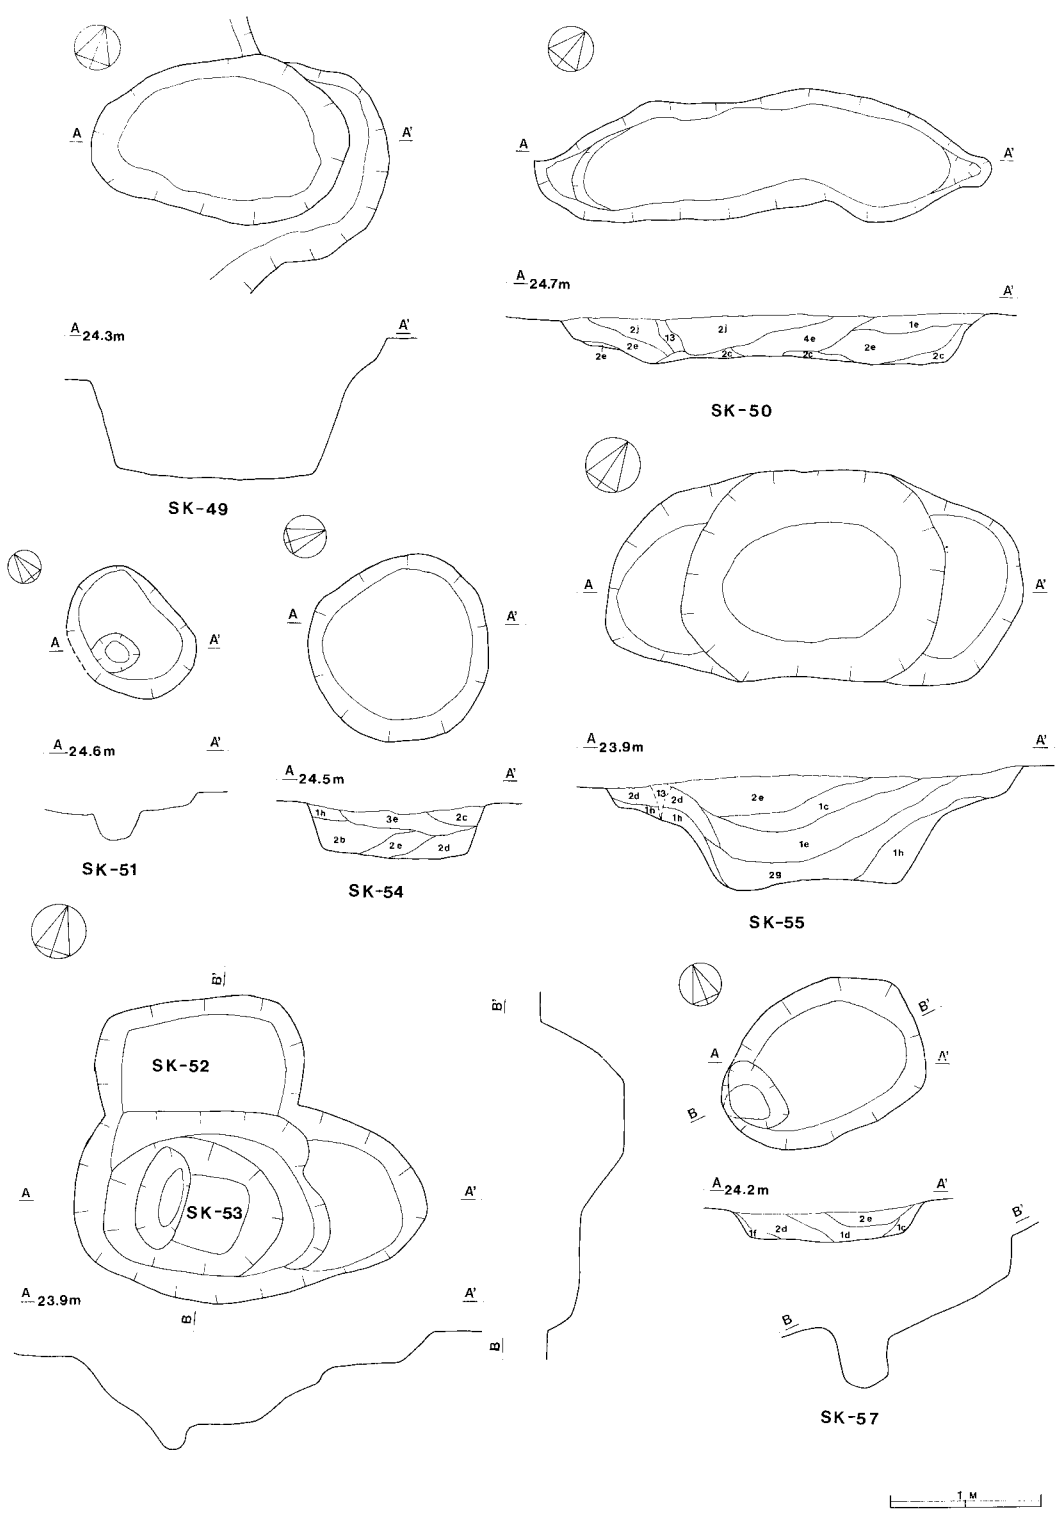 A A'
A 24.3m A'
SK-49
A A'
A 24.7m A'
2j 13 2j 4e 1e
2e 2e 2c 2c 2e 2c
SK-50
A A'
A 24.6m A'
SK-51
A A'
A 24.5m A'
1h 3e 2c
2b 2e 2d
SK-54
A A'
A 23.9m A'
2d 13 2d 2e 1c
1h 1h 1e 1h
2g
SK-55
B'
SK-52
A A'
SK-53
B
A 23.9m A'
B'
B
B'
A A'
B
A 24.2m A'
1f 2d 1d 2e 1c
B'
B
SK-57
1 M